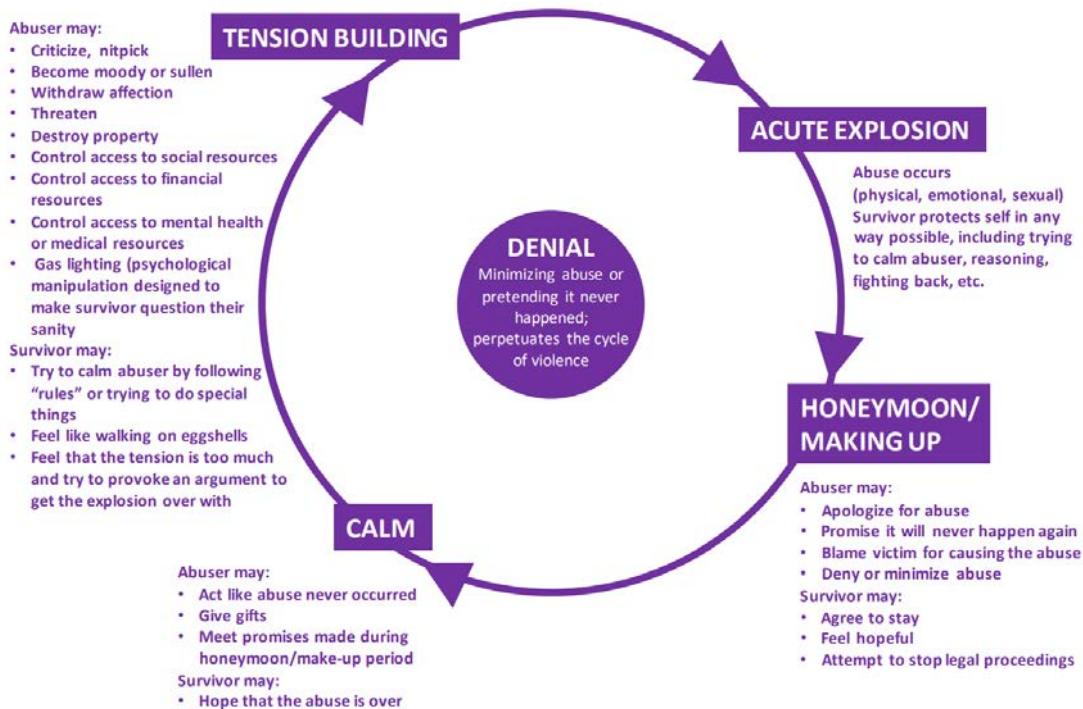 TENSION BUILDING
Abuser may:
• Criticize, nitpick
• Become moody or sullen
• Withdraw affection
• Threaten
• Destroy property
• Control access to social resources
• Control access to financial
resources
• Control access to mental health
or medical resources
• Gas lighting (psychological
manipulation designed to
make survivor question their
sanity
Survivor may:
• Try to calm abuser by following
“rules” or trying to do special
things
• Feel like walking on eggshells
• Feel that the tension is too much
and try to provoke an argument to
get the explosion over with
ACUTE EXPLOSION
Abuse occurs
(physical, emotional, sexual)
Survivor protects self in any
way possible, including trying
to calm abuser, reasoning,
fighting back, etc.
DENIAL
Minimizing abuse or
pretending it never
happened;
perpetuates the cycle
of violence
HONEYMOON/
MAKING UP
Abuser may:
• Apologize for abuse
• Promise it will never happen again
• Blame victim for causing the abuse
• Deny or minimize abuse
Survivor may:
• Agree to stay
• Feel hopeful
• Attempt to stop legal proceedings
CALM
Abuser may:
• Act like abuse never occurred
• Give gifts
• Meet promises made during
honeymoon/make-up period
Survivor may:
• Hope that the abuse is over